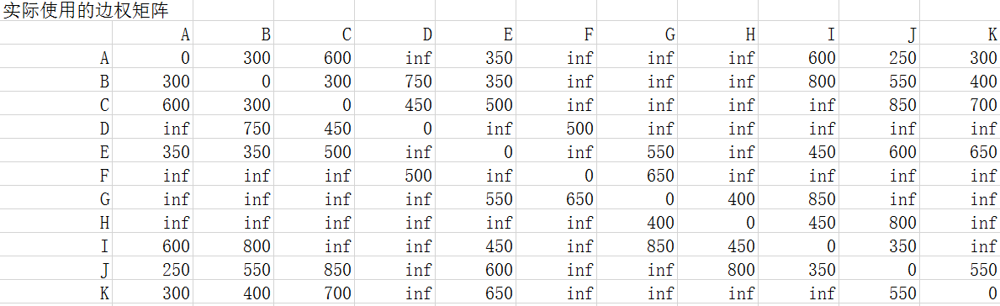 实际使用的边权矩阵
A B C D E F G H I J K
A 0 300 600 inf 350 inf inf inf 600 250 300
B 300 0 300 750 350 inf inf inf 800 550 400
C 600 300 0 450 500 inf inf inf inf 850 700
D inf 750 450 0 inf 500 inf inf inf inf inf
E 350 350 500 inf 0 inf 550 inf 450 600 650
F inf inf inf 500 inf 0 650 inf inf inf inf
G inf inf inf inf 550 650 0 400 850 inf inf
H inf inf inf inf inf inf 400 0 450 800 inf
I 600 800 inf inf 450 inf 850 450 0 350 inf
J 250 550 850 inf 600 inf inf 800 350 0 550
K 300 400 700 inf 650 inf inf inf inf 550 0